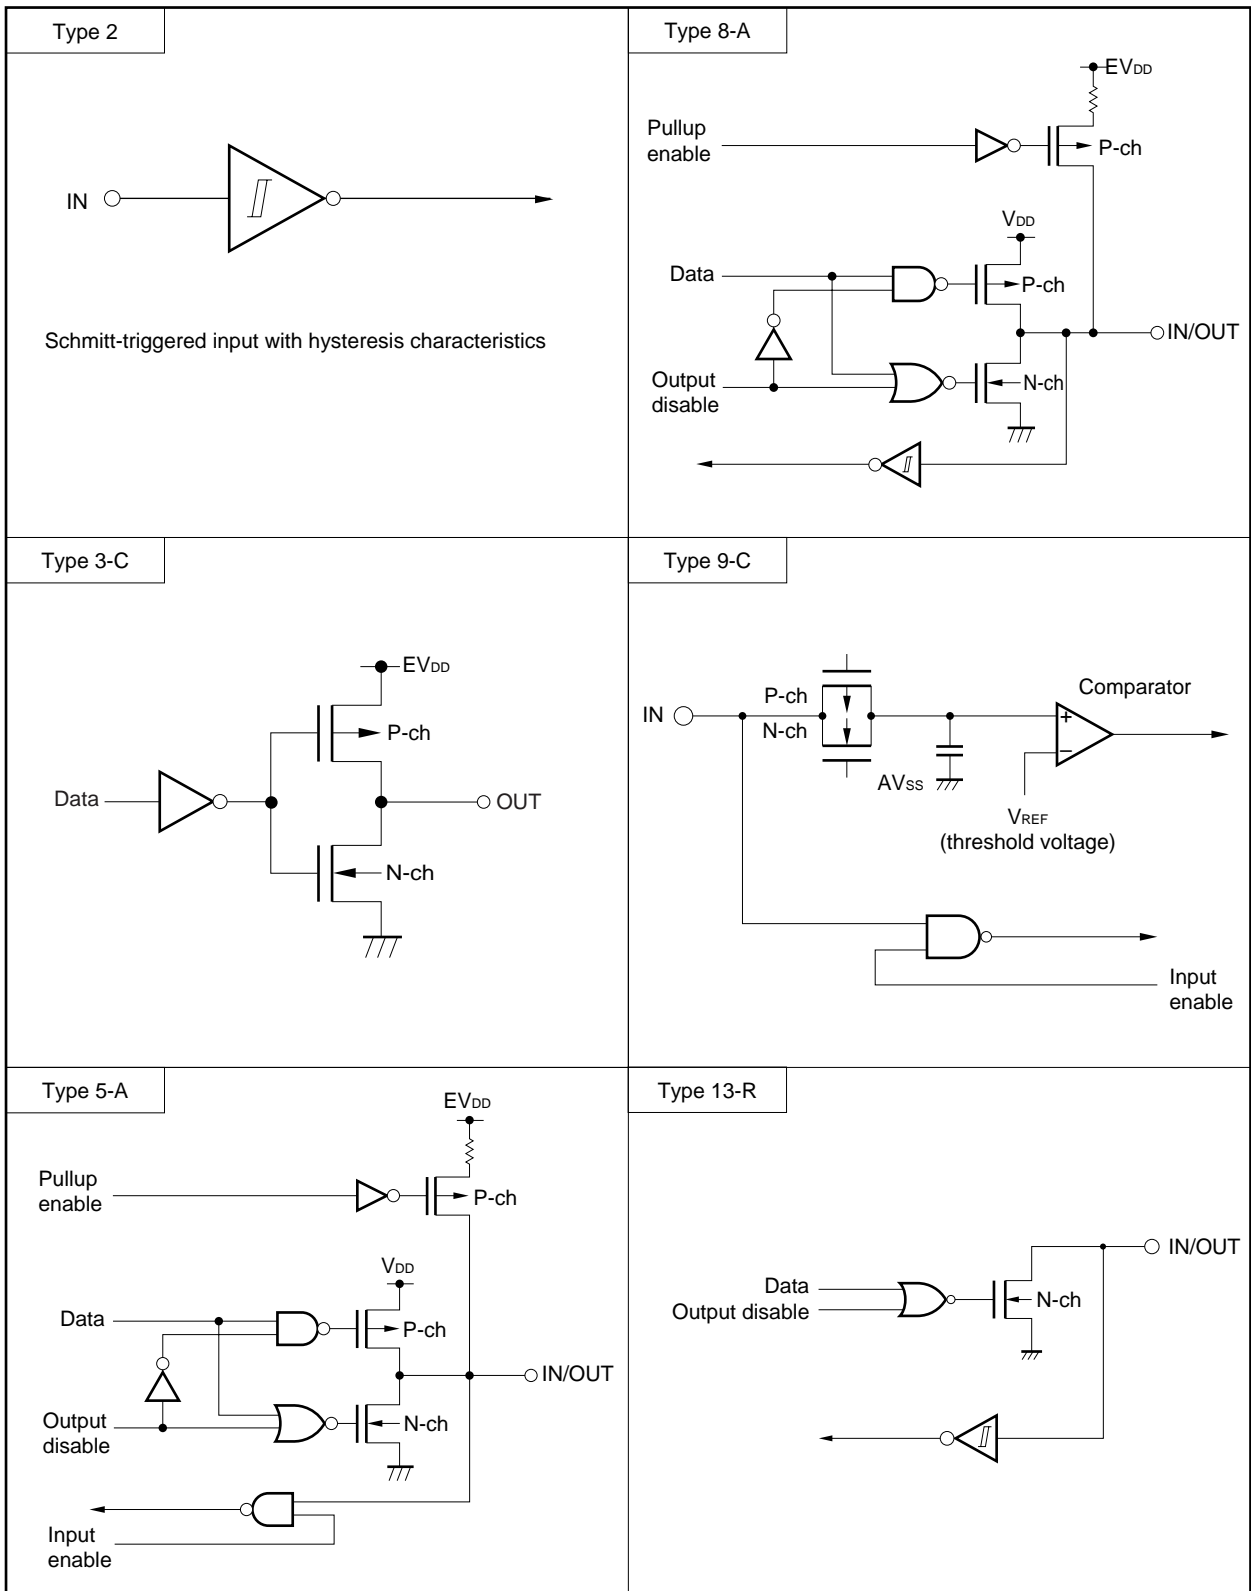 Type 2
IN
Schmitt-triggered input with hysteresis characteristics
Type 8-A
EVDD
Pullup
enable
P-ch
VDD
Data
P-ch
IN/OUT
Output
disable
N-ch
Type 3-C
EVDD
P-ch
Data
OUT
N-ch
Type 9-C
P-ch
Comparator
IN
N-ch
+
−
AVSS
VREF
(threshold voltage)
Input
enable
Type 5-A
EVDD
Pullup
enable
P-ch
VDD
Data
P-ch
IN/OUT
Output
disable
N-ch
Input
enable
Type 13-R
IN/OUT
Data
Output disable
N-ch